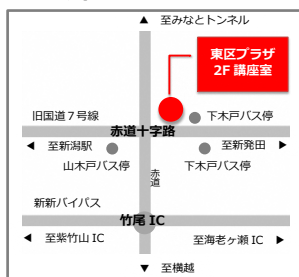 ▲ 至みなとトンネル
東区プラザ
2F 講座室
旧国道７号線
下木戸バス停
赤道十字路
◀ 至新潟駅
至新発田 ▶
山木戸バス停
下木戸バス停
赤道
新新バイパス
竹尾 IC
◀ 至紫竹山 IC
至海老ヶ瀬 IC ▶
▼ 至横越